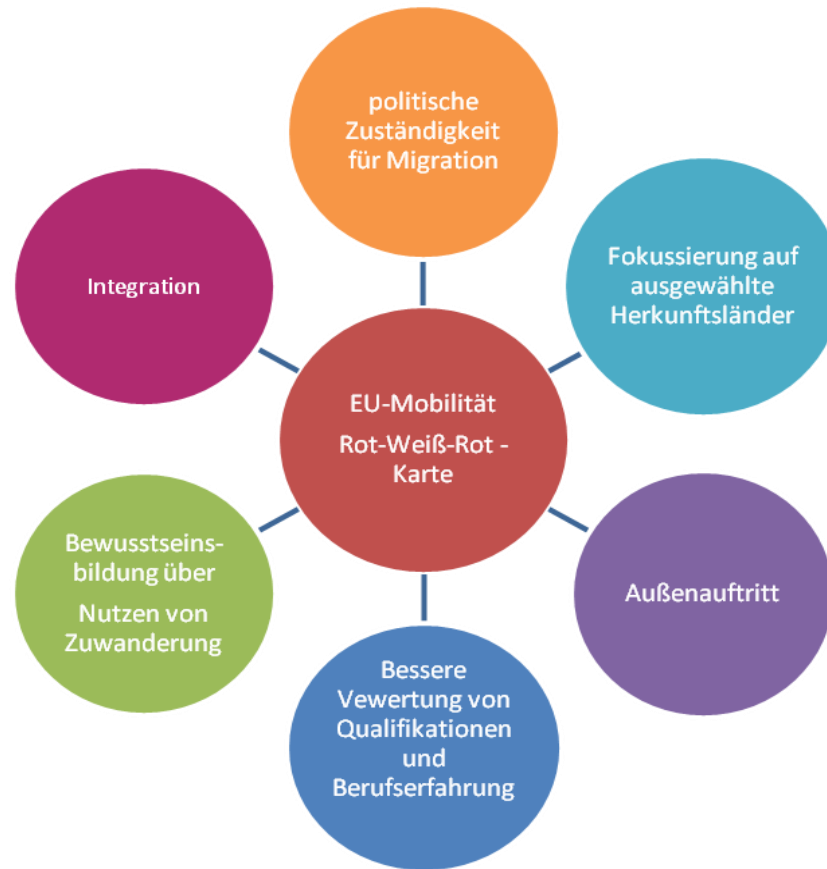 politische
Zuständigkeit
für Migration
Fokussierung auf
ausgewählte
Herkunftsländer
Integration
EU-Mobilität
Rot-Weiß-Rot -
Karte
Bewusstseins-
bildung über
Nutzen von
Zuwanderung
Außenauftritt
Bessere
Vewertung von
Qualifikationen
und
Berufserfahrung